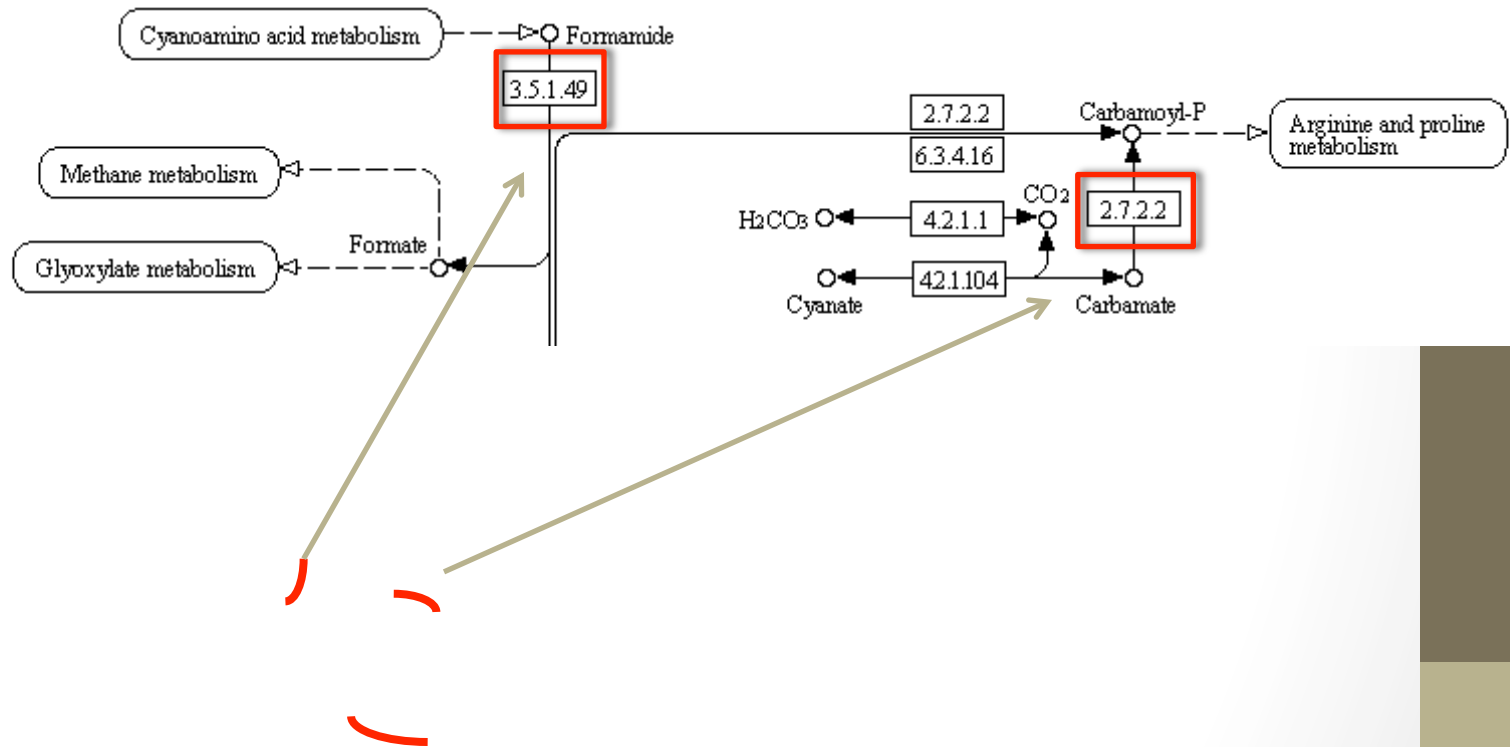 Cyanoamino acid metabolism
Formamide
3.5.1.49
2.7.2.2
Carbamoyl-P
Arginine and proline
metabolism
6.3.4.16
Methane metabolism
CO2
2.7.2.2
H2CO3
4.2.1.1
Formate
Glyoxylate metabolism
4.2.1.104
Cyanate
Carbamate